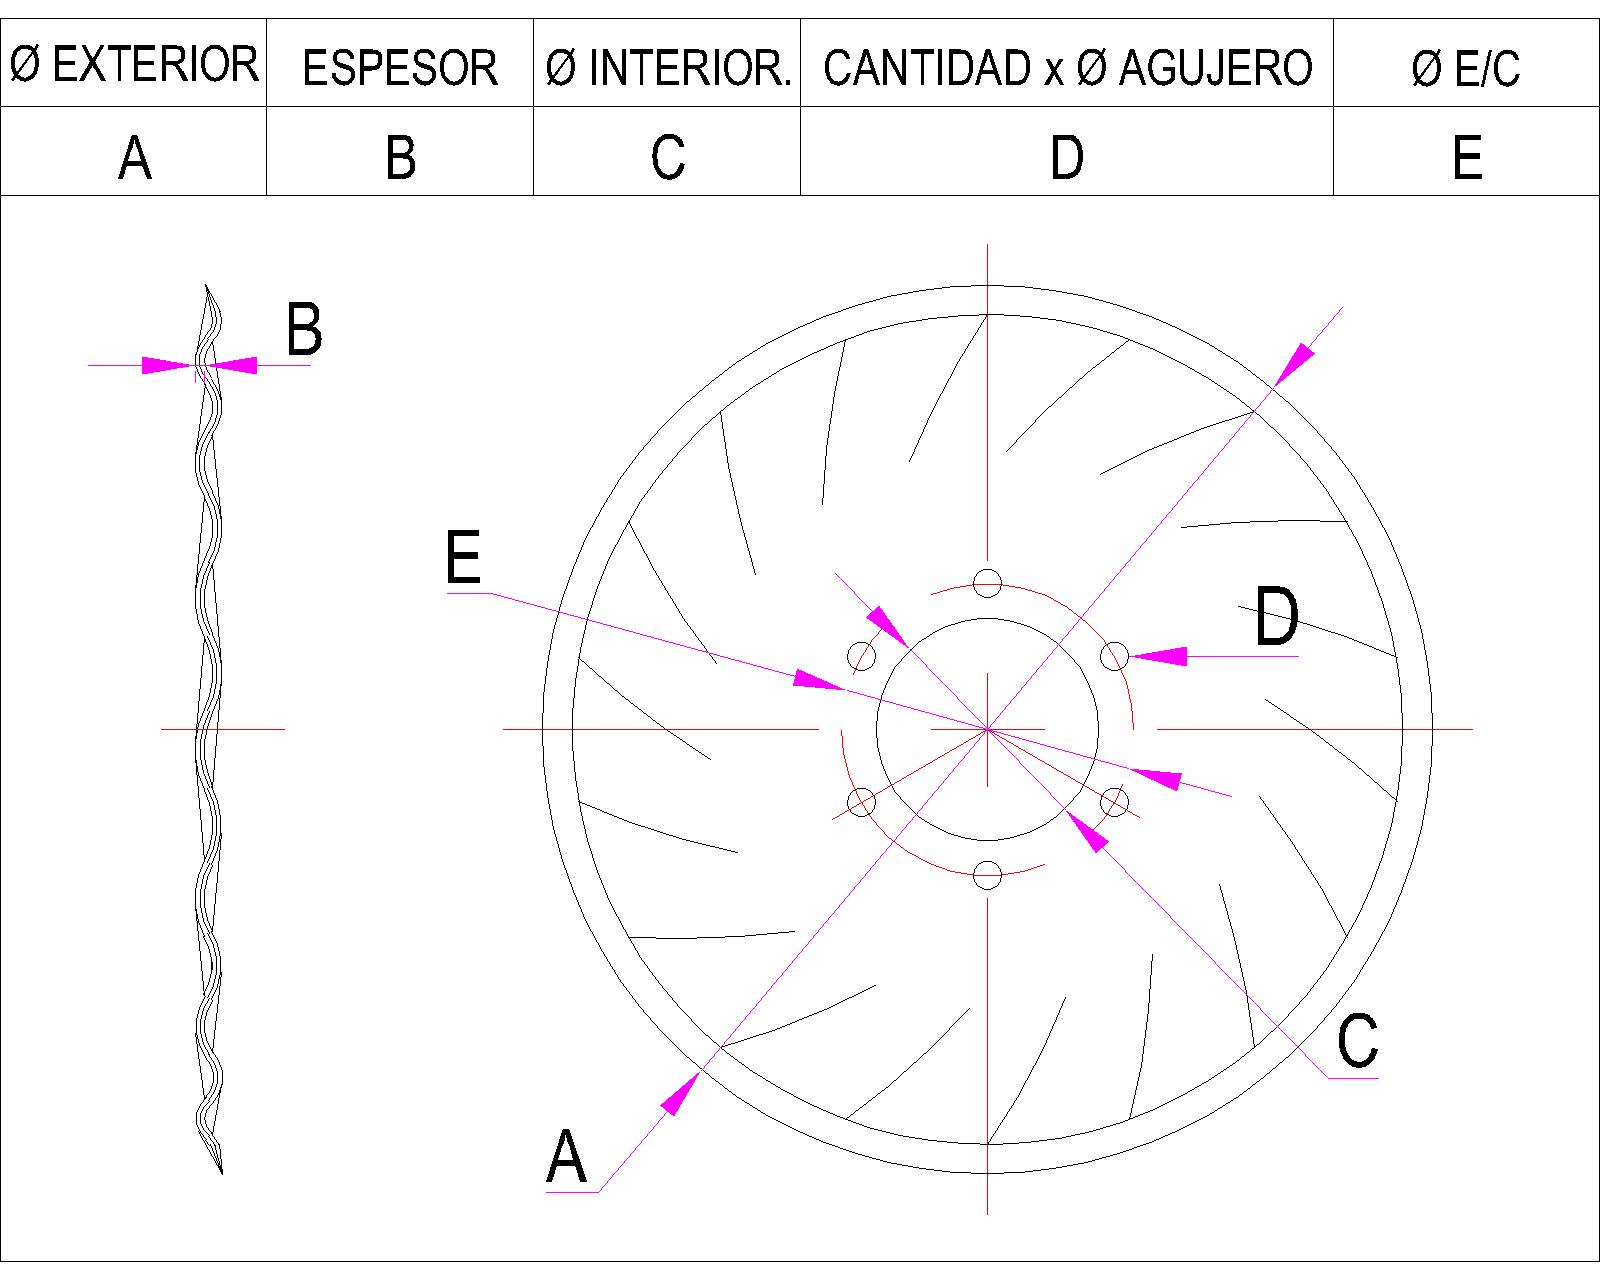 Ø EXTERIOR ESPESOR Ø INTERIOR. CANTIDAD x Ø AGUJERO Ø E/C
A B C D E
B
E
D
C
A